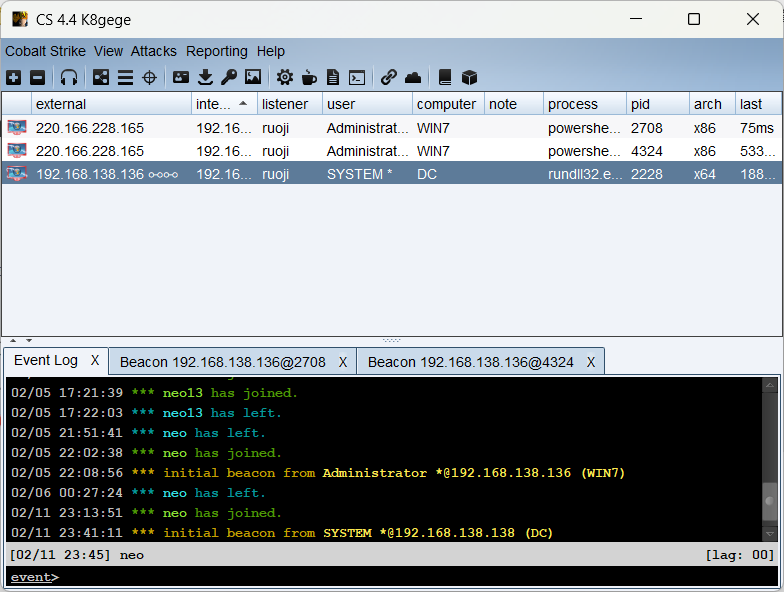 CS 4.4 K8gege
Cobalt Strike View Attacks Reporting Help
external inte... listener user computer note process pid arch last
220.166.228.165 192.16... ruoji Administrat... WIN7 powershe... 2708 x86 75ms
220.166.228.165 192.16... ruoji Administrat... WIN7 powershe... 4324 x86 533...
192.168.138.136 192.16... ruoji SYSTEM * DC rundll32.e... 2228 x64 188...
Event Log X Beacon 192.168.138.136@2708 X Beacon 192.168.138.136@4324 X
02/05 17:21:39 *** neo13 has joined.
02/05 17:22:03 *** neo13 has left.
02/05 21:51:41 *** neo has left.
02/05 22:02:38 *** neo has joined.
02/05 22:08:56 *** initial beacon from Administrator *@192.168.138.136 (WIN7)
02/06 00:27:24 *** neo has left.
02/11 23:13:51 *** neo has joined.
02/11 23:41:11 *** initial beacon from SYSTEM *@192.168.138.138 (DC)
[02/11 23:45] neo [lag: 00]
event>